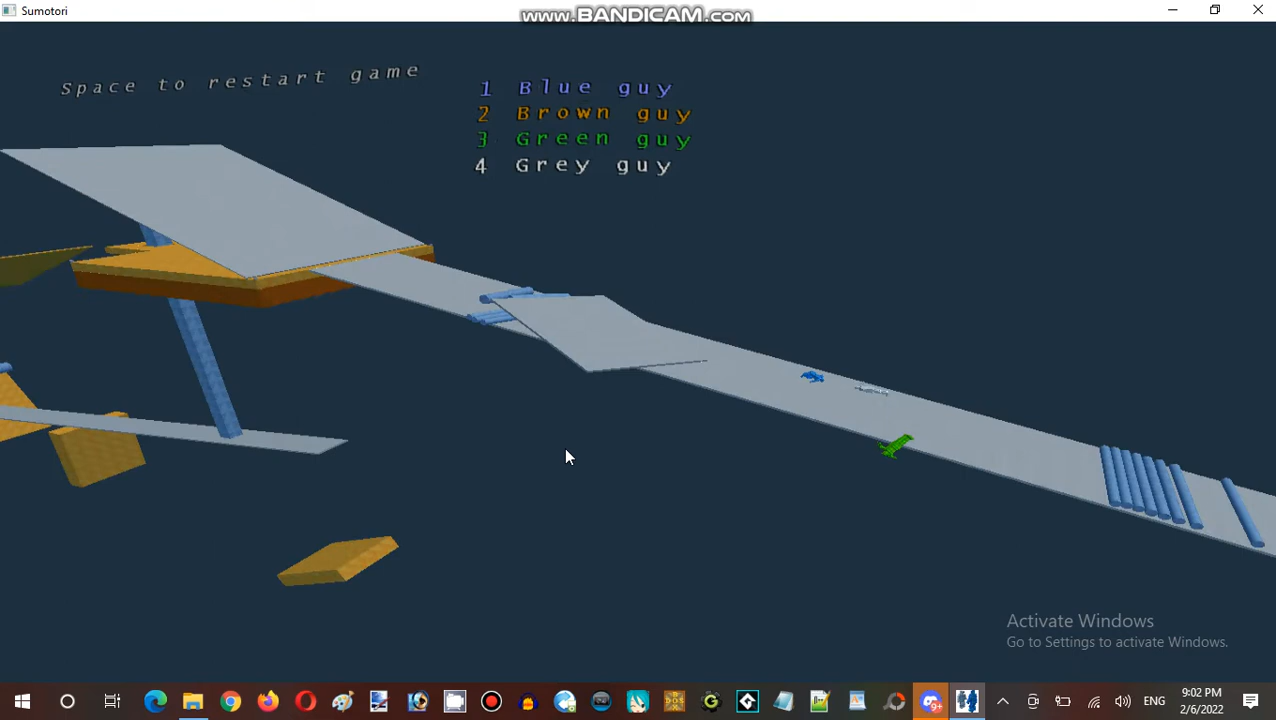 Sumotori
www.BANDICAM.com
Space to restart game
1 Blue guy
2 Brown guy
3 Green guy
4 Grey guy
Activate Windows
Go to Settings to activate Windows.
9+
ENG
9:02 PM
2/6/2022